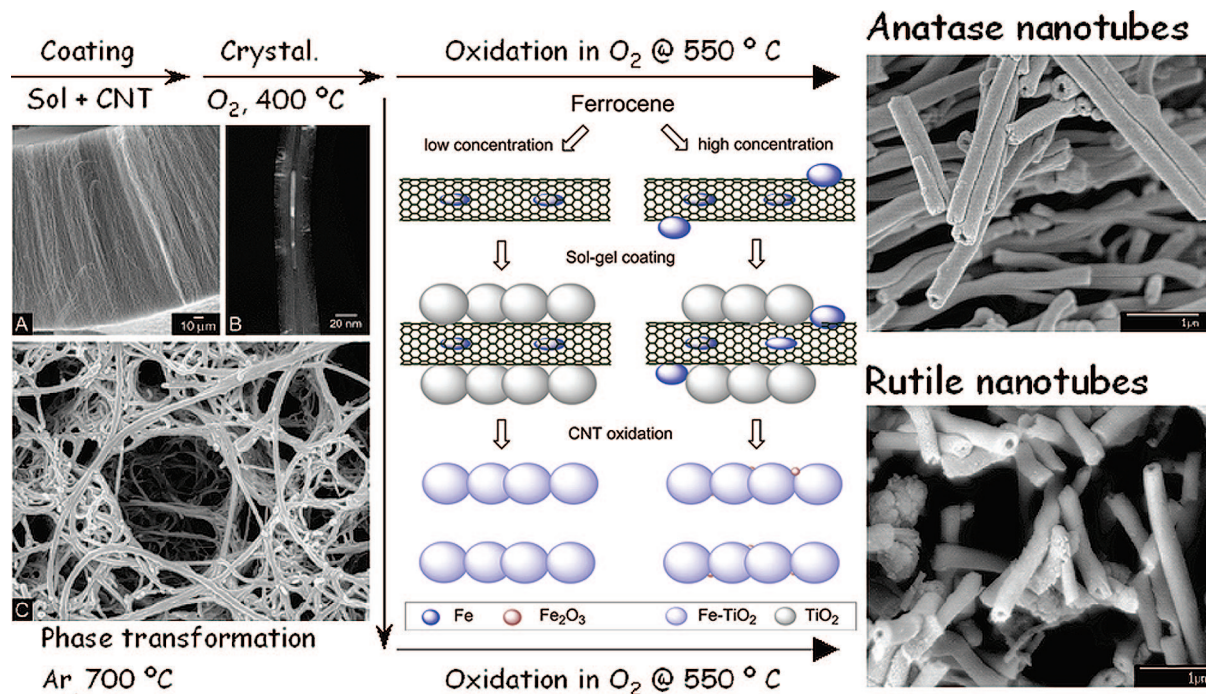 Coating
Crystal.
Oxidation in O₂ @ 550 °C
Anatase nanotubes
Sol + CNT
O₂, 400 °C
Ferrocene
low concentration
high concentration
Sol-gel coating
A
10 μm
B
20 nm
1μm
Rutile nanotubes
CNT oxidation
C
Fe
Fe₂O₃
Fe-TiO₂
TiO₂
Phase transformation
Ar, 700 °C
Oxidation in O₂ @ 550 °C
1μm